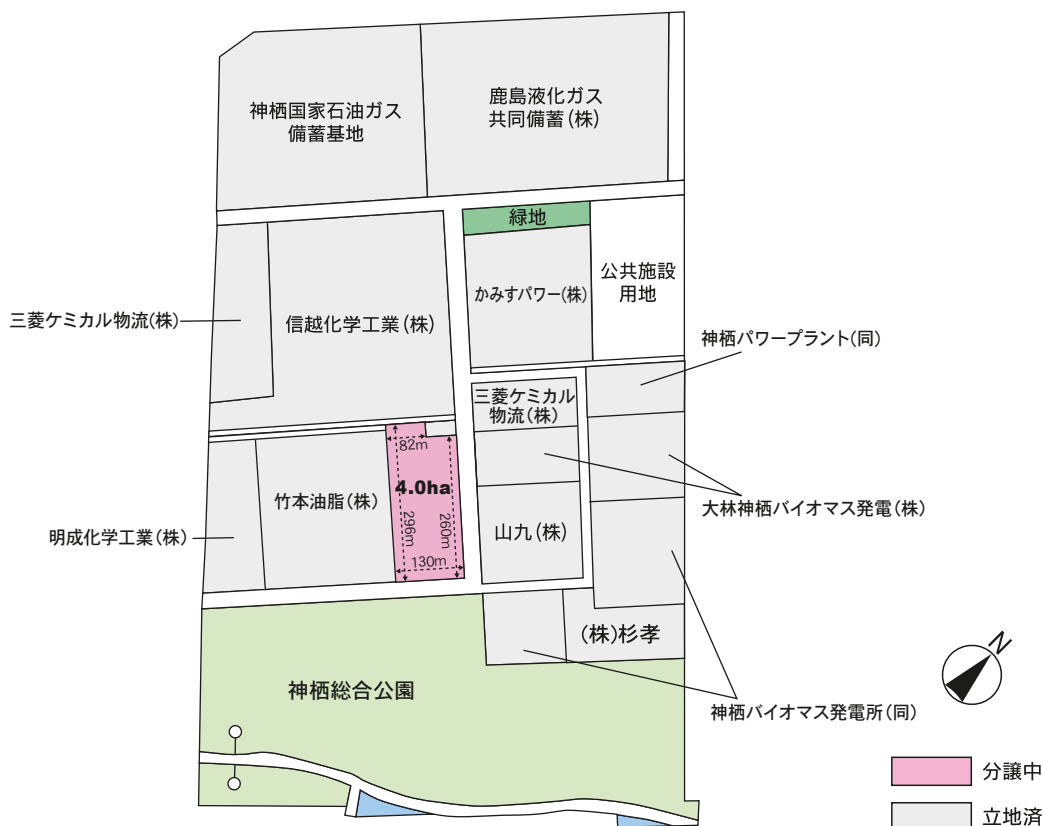 神栖国家石油ガス
備蓄基地
鹿島液化ガス
共同備蓄(株)
緑地
公共施設
用地
かみすパワー(株)
三菱ケミカル物流(株)
信越化学工業(株)
神栖パワープラント(同)
三菱ケミカル
物流(株)
82m
4.0ha
296m
260m
130m
竹本油脂(株)
明成化学工業(株)
山九(株)
大林神栖バイオマス発電(株)
(株)杉孝
神栖総合公園
神栖バイオマス発電所(同)
N
分譲中
立地済